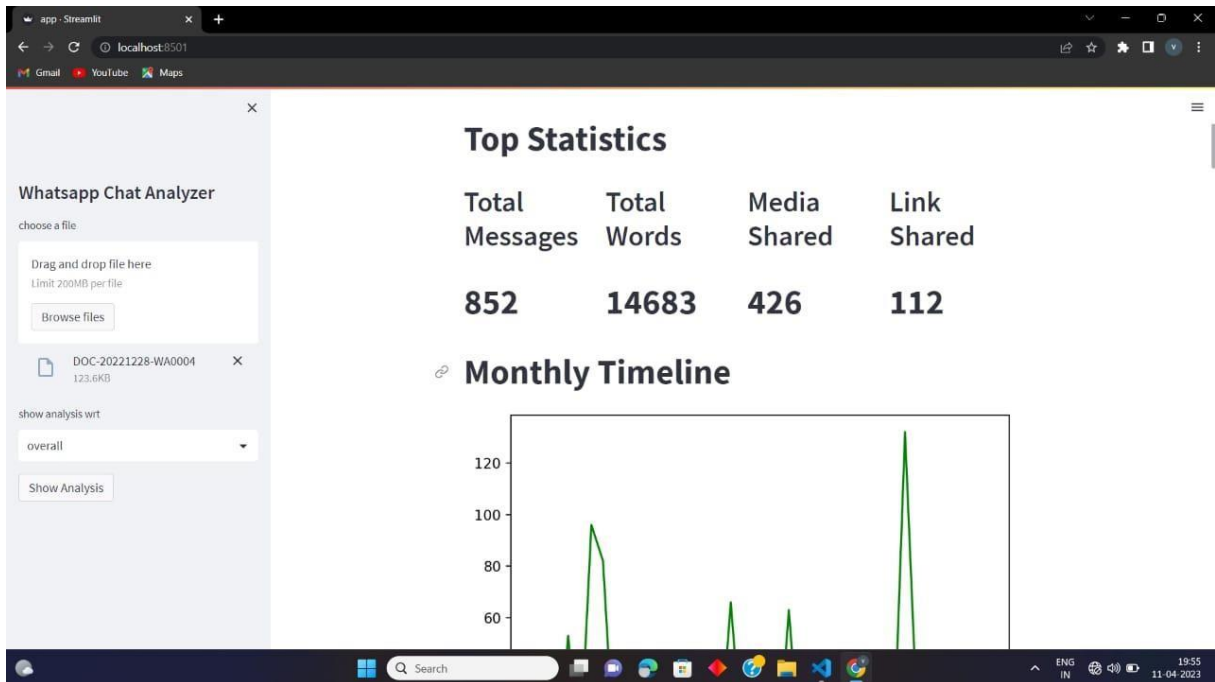 app · Streamlit
localhost:8501
Gmail YouTube Maps
Whatsapp Chat Analyzer
choose a file
Drag and drop file here
Limit 200MB per file
Browse files
DOC-20221228-WA0004
123.6KB
show analysis wrt
overall
Show Analysis
Top Statistics
Total Messages
Total Words
Media Shared
Link Shared
852 14683 426 112
Monthly Timeline
120
100
80
60
Search
ENG
IN
19:55
11-04-2023
V